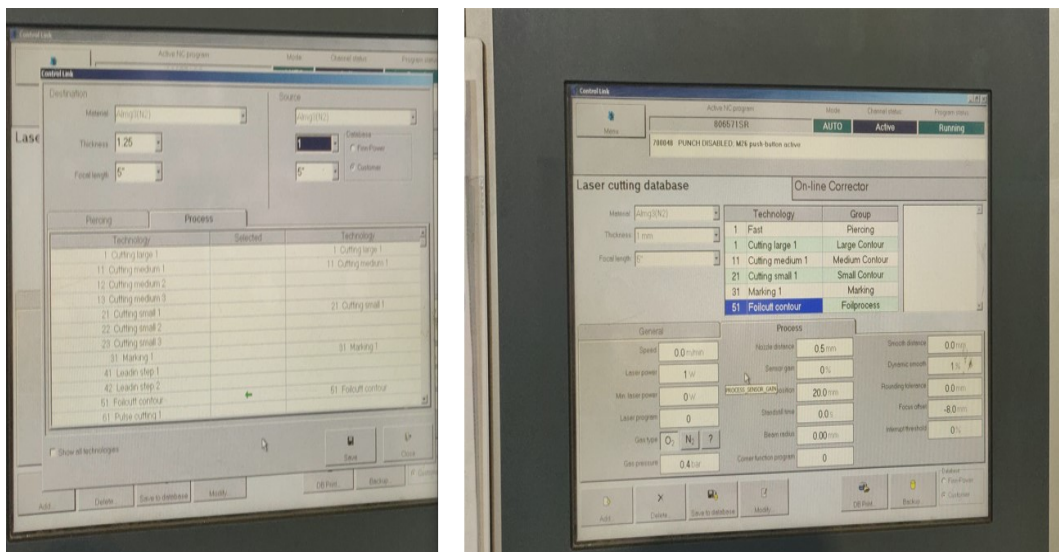 Control Link
Active NC program
Mode
Channel status
Program status
Control Link
Destination
Source
Material
Almg3(N2)
Almg3(N2)
Lase
Thickness
1.25
1
Database
Fine-Power
Customer
Focal length
5"
5"
Piercing
Process
Technology
Selected
Technology
1 Cutting large 1
1 Cutting large 1
11 Cutting medium 1
11 Cutting medium 1
12 Cutting medium 2
13 Cutting medium 3
21 Cutting small 1
21 Cutting small 1
22 Cutting small 2
23 Cutting small 3
31 Marking 1
31 Marking 1
41 Leadin step 1
42 Leadin step 2
51 Foilcutt contour
51 Foilcutt contour
61 Pulse cutting 1
Show all technologies
Save
Close
Add...
Delete...
Save to database
Modify...
DB Print...
Backup...
Customer
Control Link
Menu
Active NC program
Mode
Channel status
Program status
806571SR
AUTO
Active
Running
700048 PUNCH DISABLED, M26 push-button active
Laser cutting database
On-line Corrector
Material
Almg3(N2)
Thickness
1 mm
Focal length
5"
Technology
Group
1 Fast
Piercing
1 Cutting large 1
Large Contour
11 Cutting medium 1
Medium Contour
21 Cutting small 1
Small Contour
31 Marking 1
Marking
51 Foilcutt contour
Foilprocess
General
Process
Speed
0.0 m/min
Nozzle distance
0.5 mm
Smooth distance
0.0 mm
Laser power
1 W
Sensor gain
0 %
Dynamic smooth
1 %
Min. laser power
0 W
PROCESS_SENSOR_GAIN
20.0 mm
Rounding tolerance
0.0 mm
Laser program
0
Standstill time
0.0 s
Focus offset
-8.0 mm
Gas type
O2
N2
?
Beam radius
0.00 mm
Interrupt threshold
0 %
Gas pressure
0.4 bar
Corner function program
0
Add...
Delete...
Save to database
Modify...
DB Print...
Backup...
Database
Fine-Power
Customer